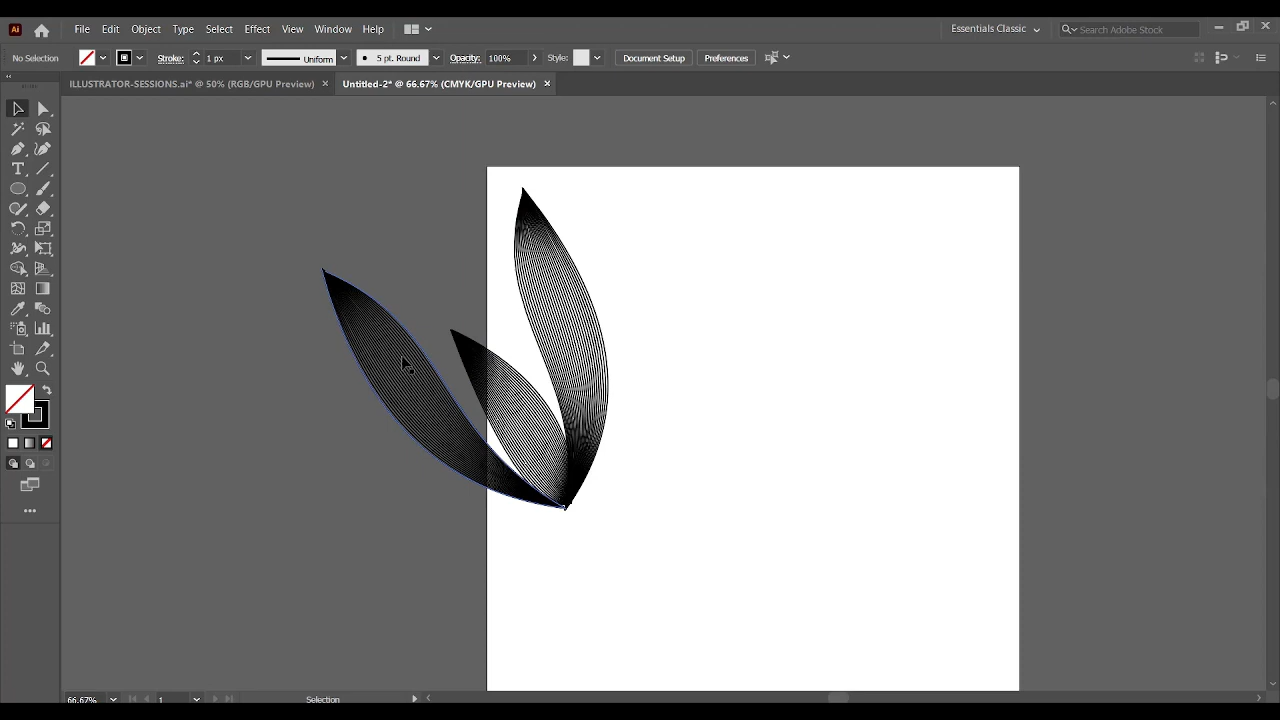 Ai File Edit Object Type Select Effect View Window Help Essentials Classic Search Adobe Stock
No Selection Stroke: 1 px Uniform 5 pt. Round Opacity: 100% Style: Document Setup Preferences
ILLUSTRATOR-SESSIONS.ai* @ 50% (RGB/GPU Preview) Untitled-2* @ 66.67% (CMYK/GPU Preview)
66.67% 1 Selection